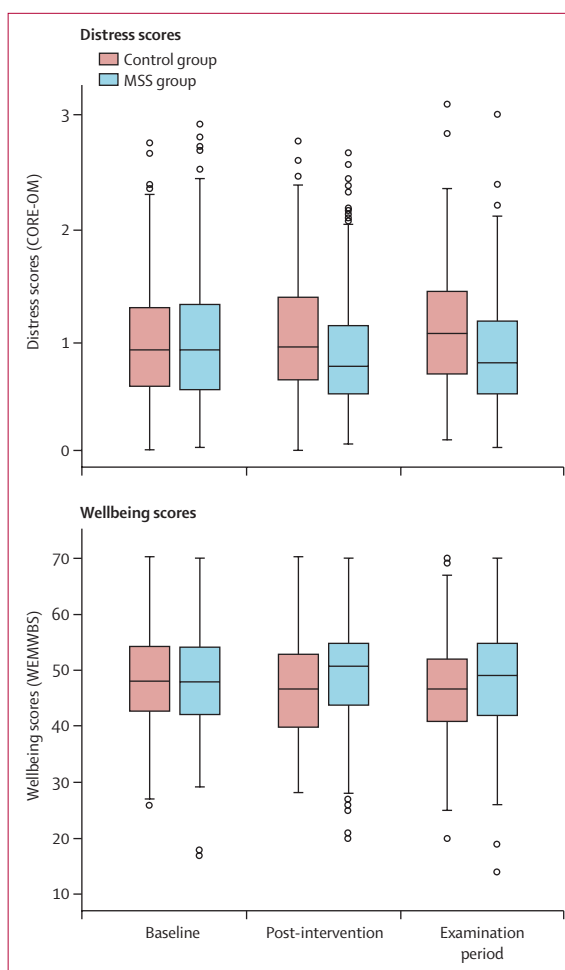 Distress scores
Control group
MSS group
3
2
1
0
Distress scores (CORE-OM)
Wellbeing scores
70
60
50
40
30
20
10
Wellbeing scores (WEMWBS)
Baseline
Post-intervention
Examination
period